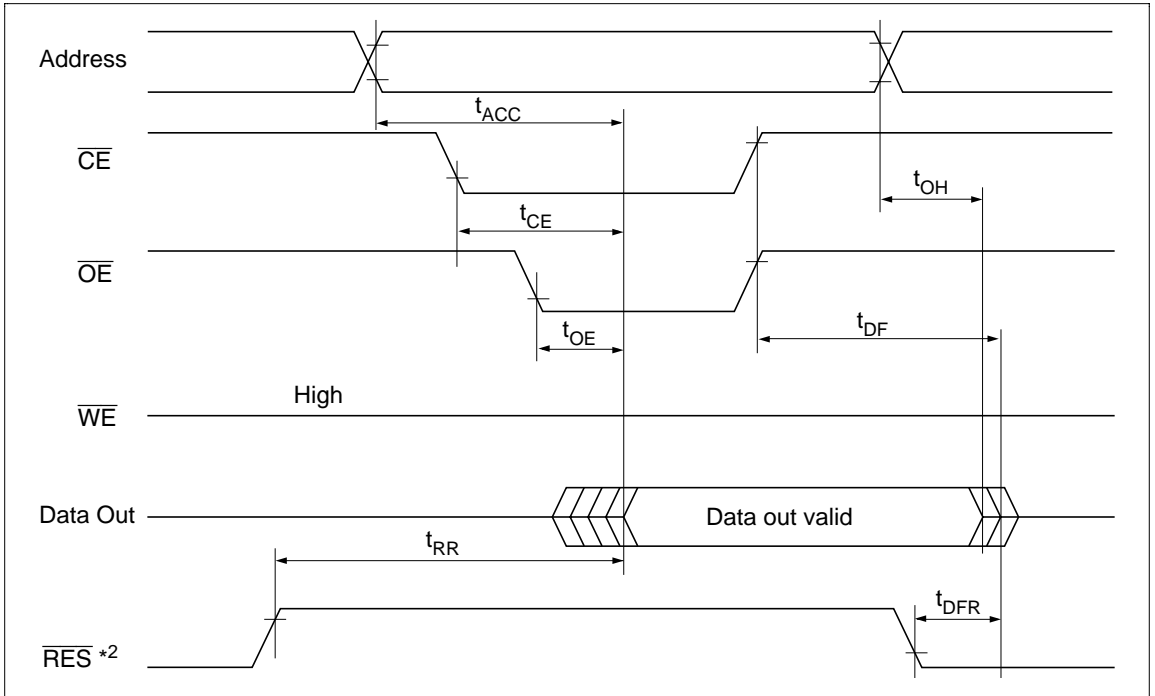 Address
tACC
CE
tOH
tCE
OE
tDF
tOE
High
WE
Data Out
Data out valid
tRR
tDFR
RES *2